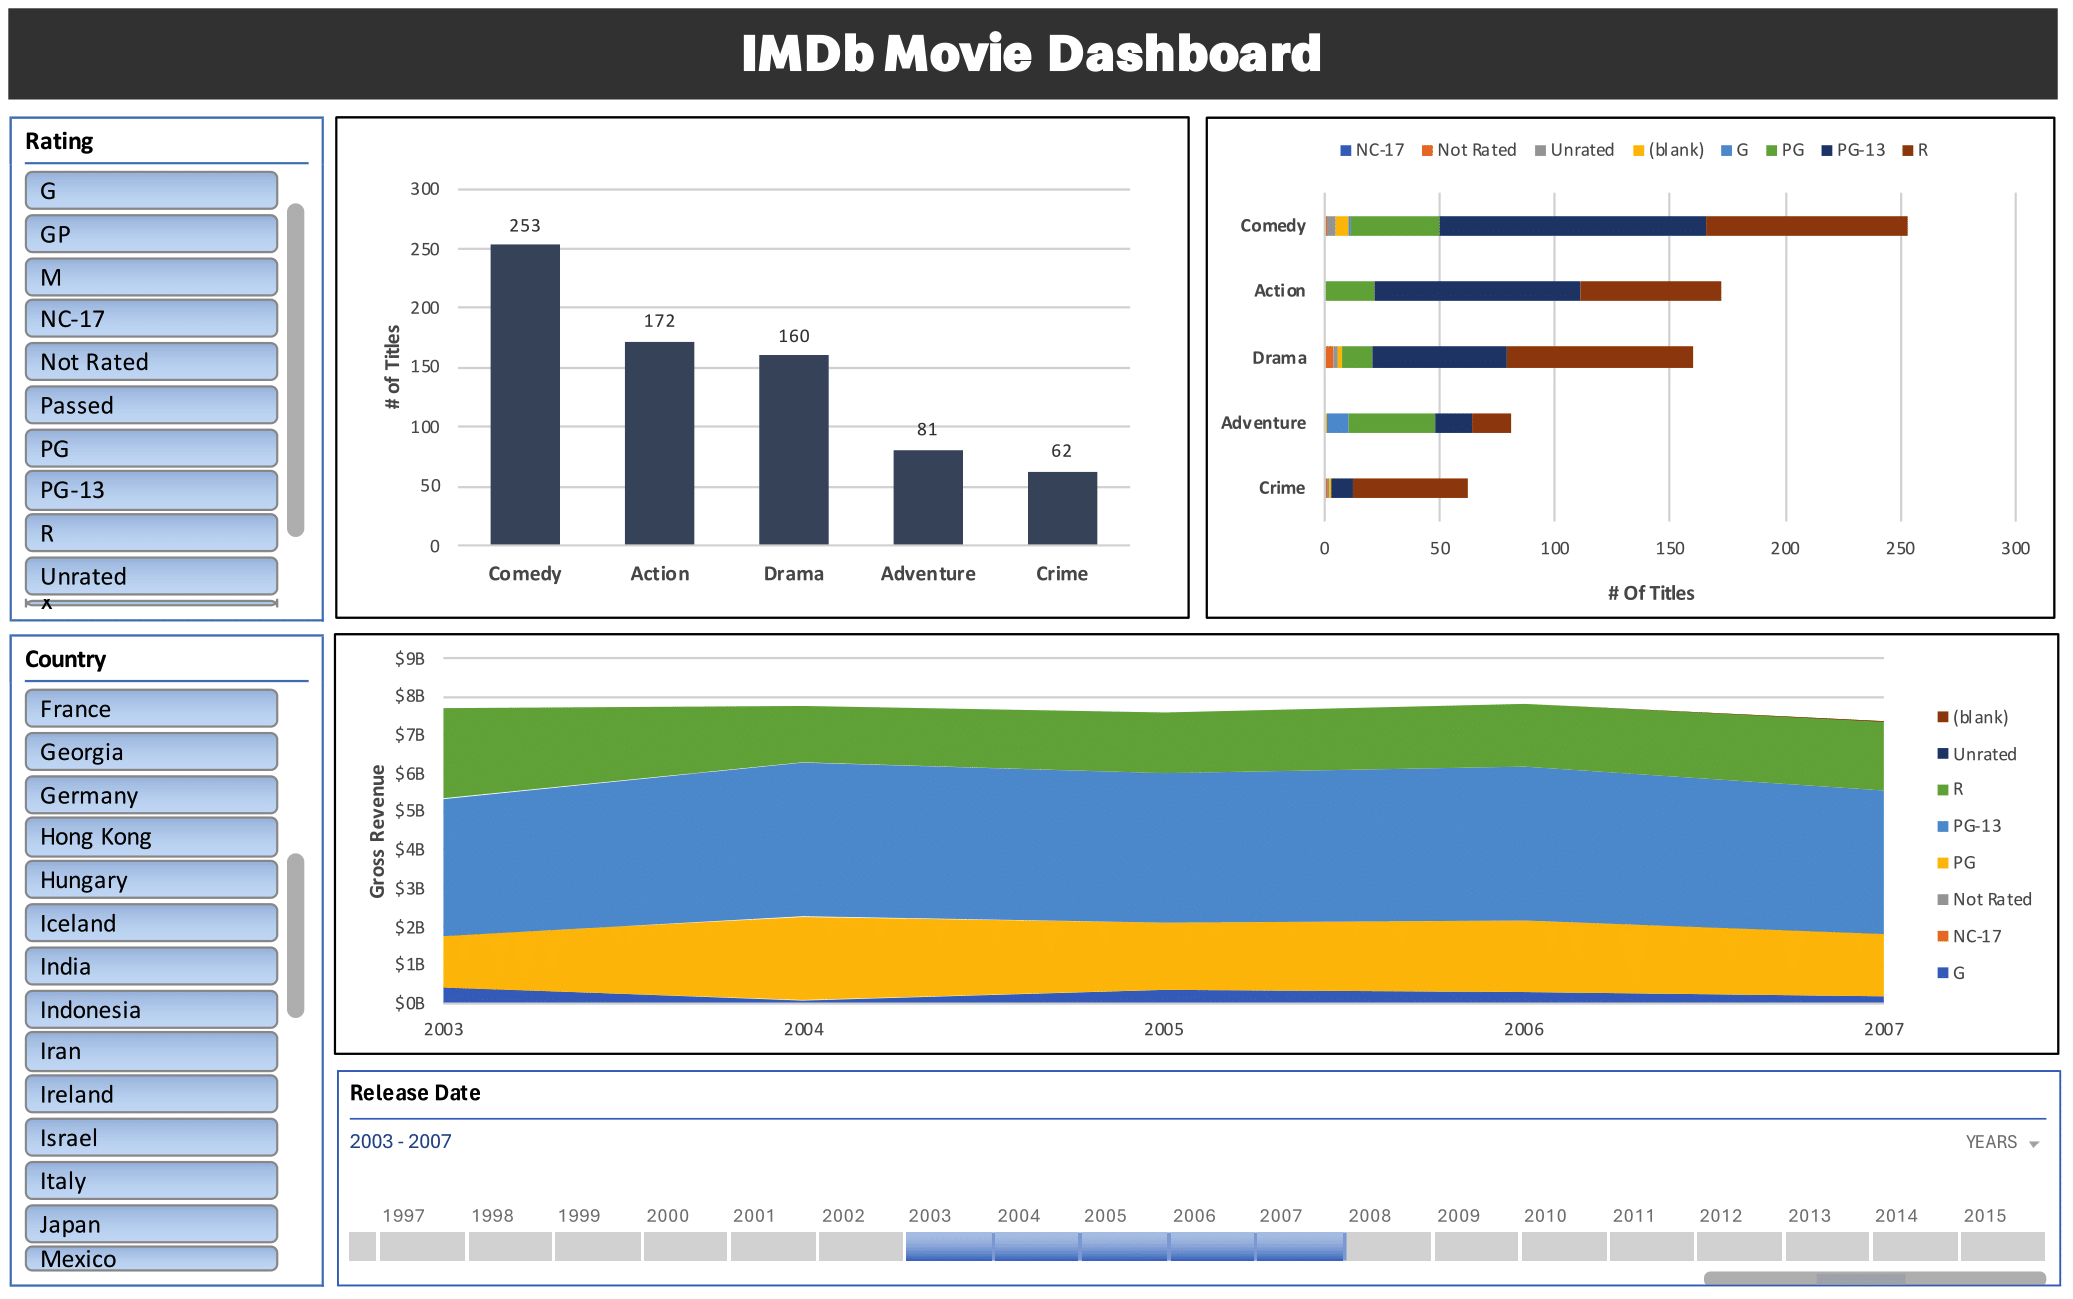 IMDb Movie Dashboard
Rating
G
GP
M
NC-17
Not Rated
Passed
PG
PG-13
R
Unrated
X
300
250
200
150
100
50
0
# of Titles
253
172
160
81
62
Comedy Action Drama Adventure Crime
NC-17 Not Rated Unrated (blank) G PG PG-13 R
Comedy
Action
Drama
Adventure
Crime
0 50 100 150 200 250 300
# Of Titles
Country
France
Georgia
Germany
Hong Kong
Hungary
Iceland
India
Indonesia
Iran
Ireland
Israel
Italy
Japan
Mexico
$9B
$8B
$7B
$6B
$5B
$4B
$3B
$2B
$1B
$0B
Gross Revenue
2003 2004 2005 2006 2007
(blank)
Unrated
R
PG-13
PG
Not Rated
NC-17
G
Release Date
2003 - 2007
YEARS
1997 1998 1999 2000 2001 2002 2003 2004 2005 2006 2007 2008 2009 2010 2011 2012 2013 2014 2015